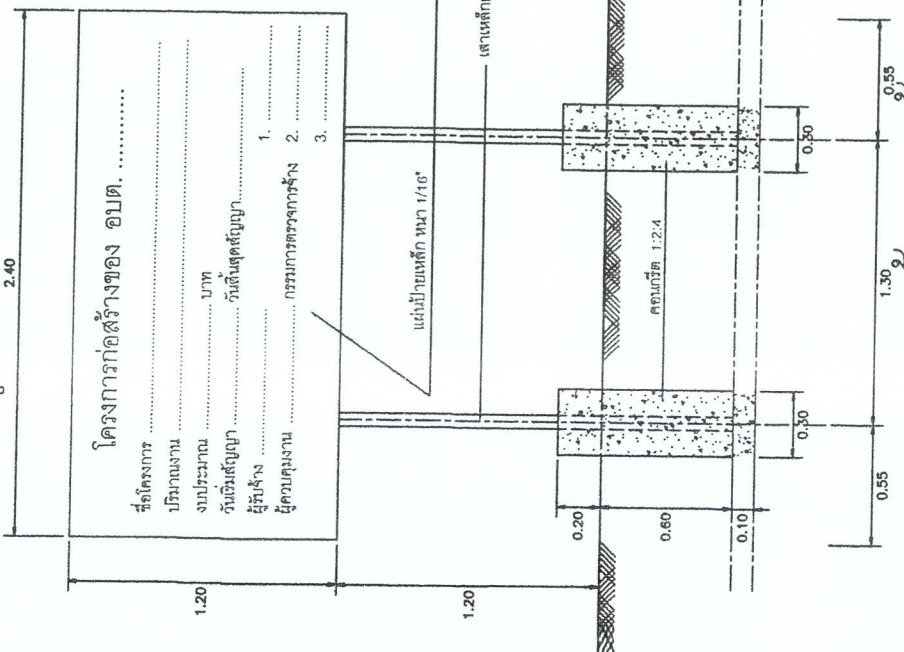 2.40
โครงการก่อสร้างของ อบต. ............
ชื่อโครงการ ............
ปริมาณงาน ............
งบประมาณ ............ บาท
วันเริ่มสัญญา ............ วันสิ้นสุดสัญญา ............
ผู้รับจ้าง ............ 1. ............
ผู้ควบคุมงาน ............ กรรมการตรวจการจ้าง 2. ............
3. ............
1.20
แผ่นป้ายเหล็ก หนา 1/16"
1.20
เสาเหล็ก
0.20
0.60
0.10
คอนกรีต 1:2:4
0.30
0.30
0.55
1.30
0.55